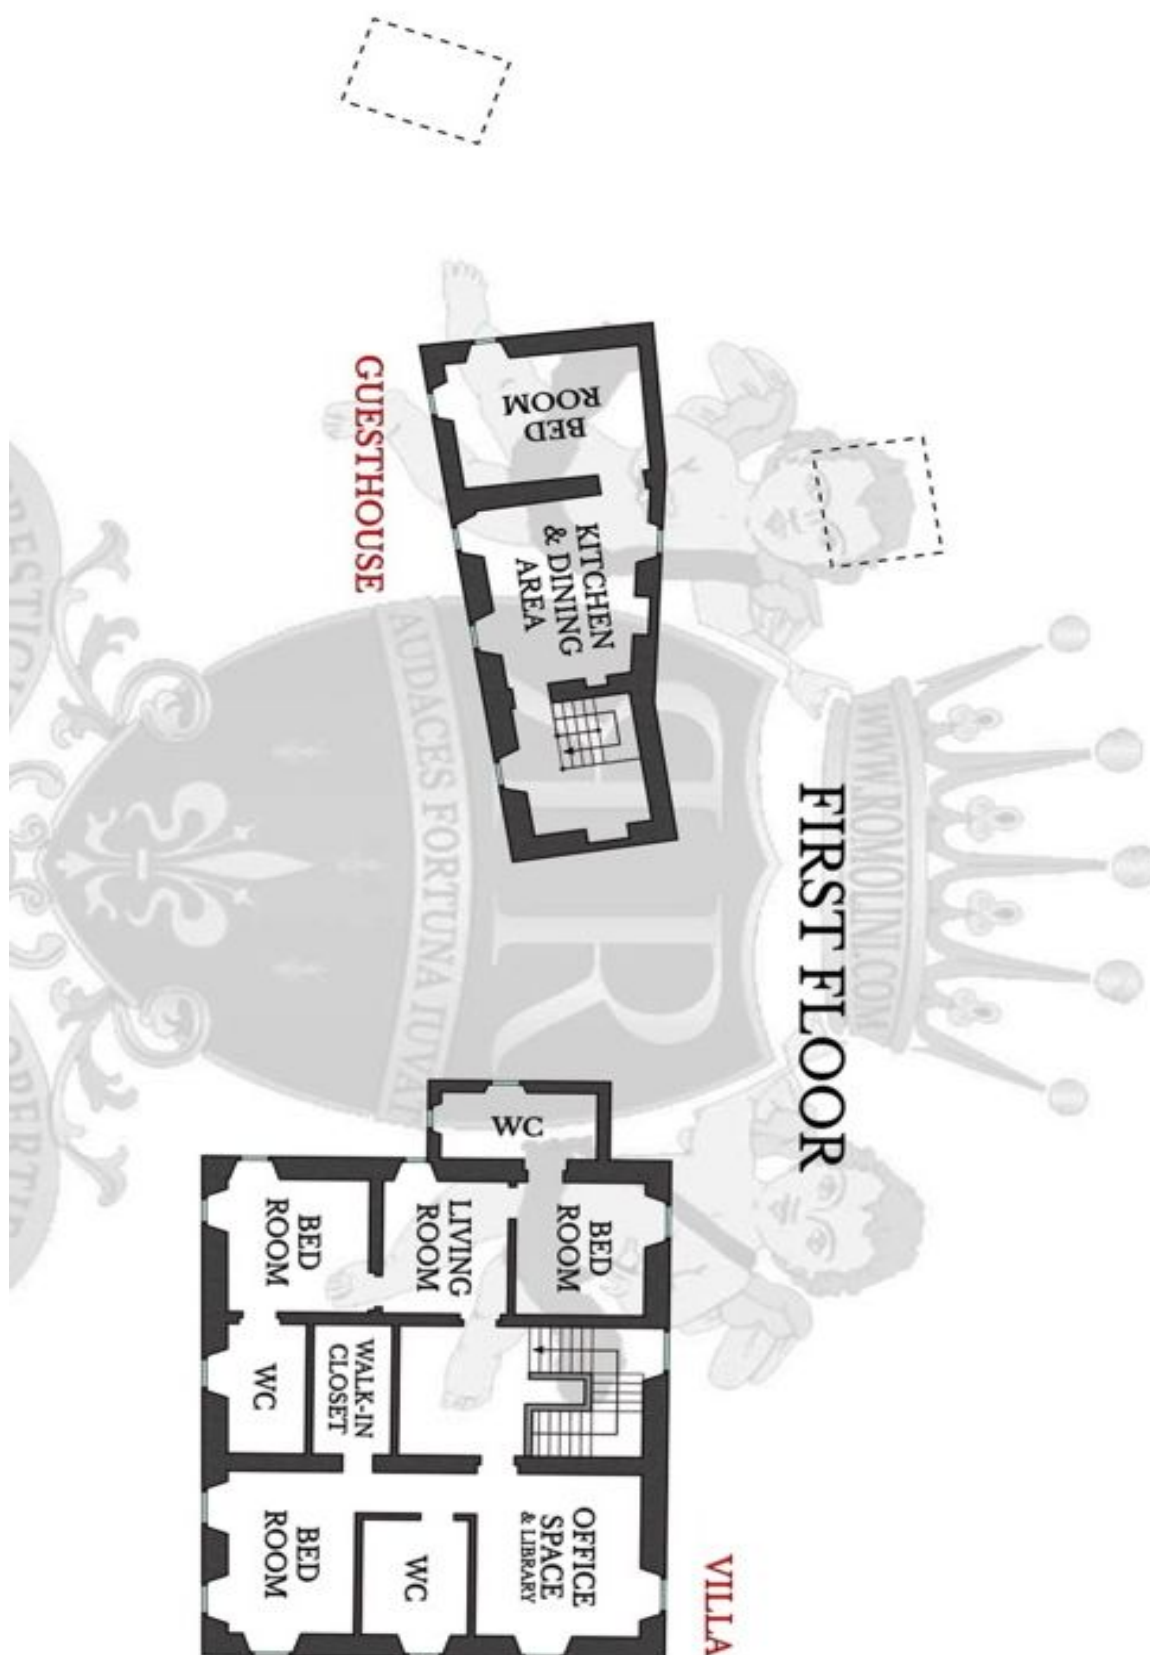 FIRST FLOOR
GUESTHOUSE
BED
ROOM
KITCHEN
& DINING
AREA
VILLA
WC
BED
ROOM
LIVING
ROOM
BED
ROOM
WALK-IN
CLOSET
WC
OFFICE
SPACE
& LIBRARY
WC
BED
ROOM
WWW.ROMOLINI.COM
AUDACES FORTUNA IUVAT
RR